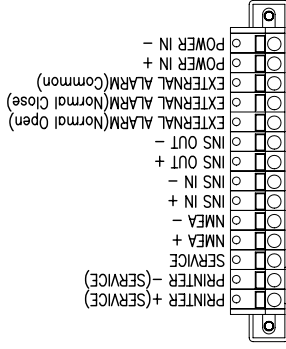 PRINTER +(SERVICE)
PRINTER −(SERVICE)
SERVICE
NMEA +
NMEA −
INS IN +
INS IN −
INS OUT +
INS OUT −
EXTERNAL ALARM(Normal Open)
EXTERNAL ALARM(Normal Close)
EXTERNAL ALARM(Common)
POWER IN +
POWER IN −